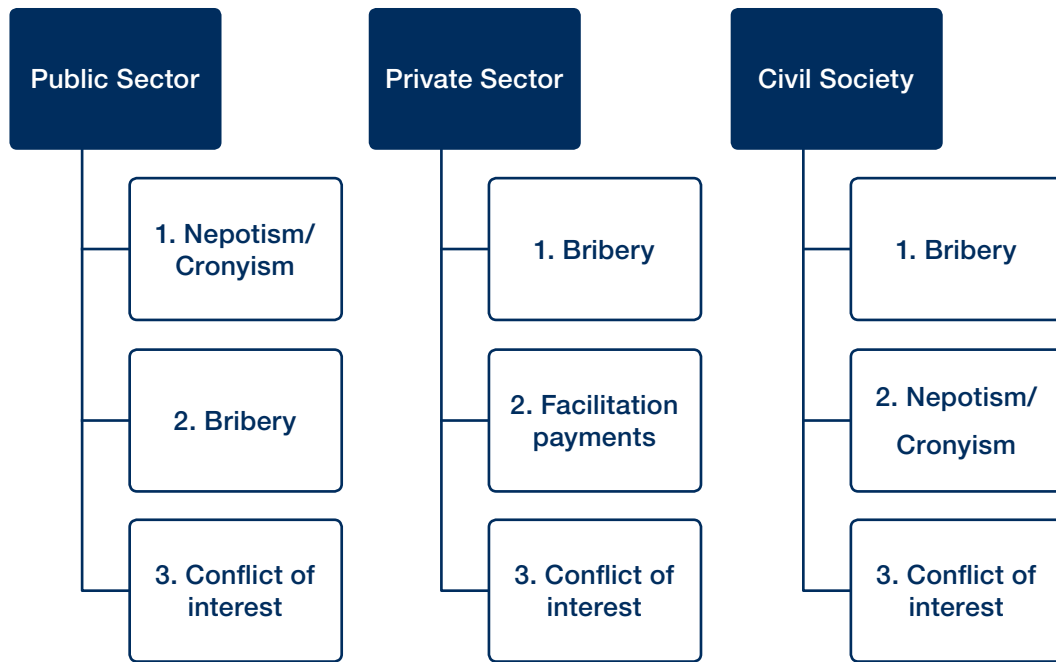 Public Sector
1. Nepotism/
Cronyism
2. Bribery
3. Conflict of
interest
Private Sector
1. Bribery
2. Facilitation
payments
3. Conflict of
interest
Civil Society
1. Bribery
2. Nepotism/
Cronyism
3. Conflict of
interest